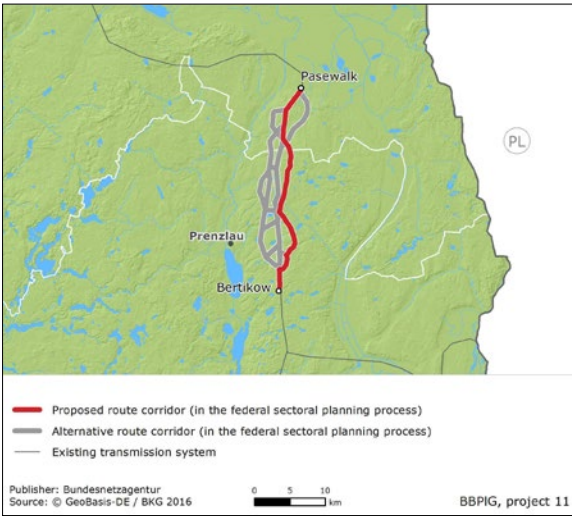 Pasewalk
PL
Prenzlau
Bertikow
Proposed route corridor (in the federal sectoral planning process)
Alternative route corridor (in the federal sectoral planning process)
Existing transmission system
Publisher: Bundesnetzagentur
Source: © GeoBasis-DE / BKG 2016
0 5 10
km
BBPlG, project 11